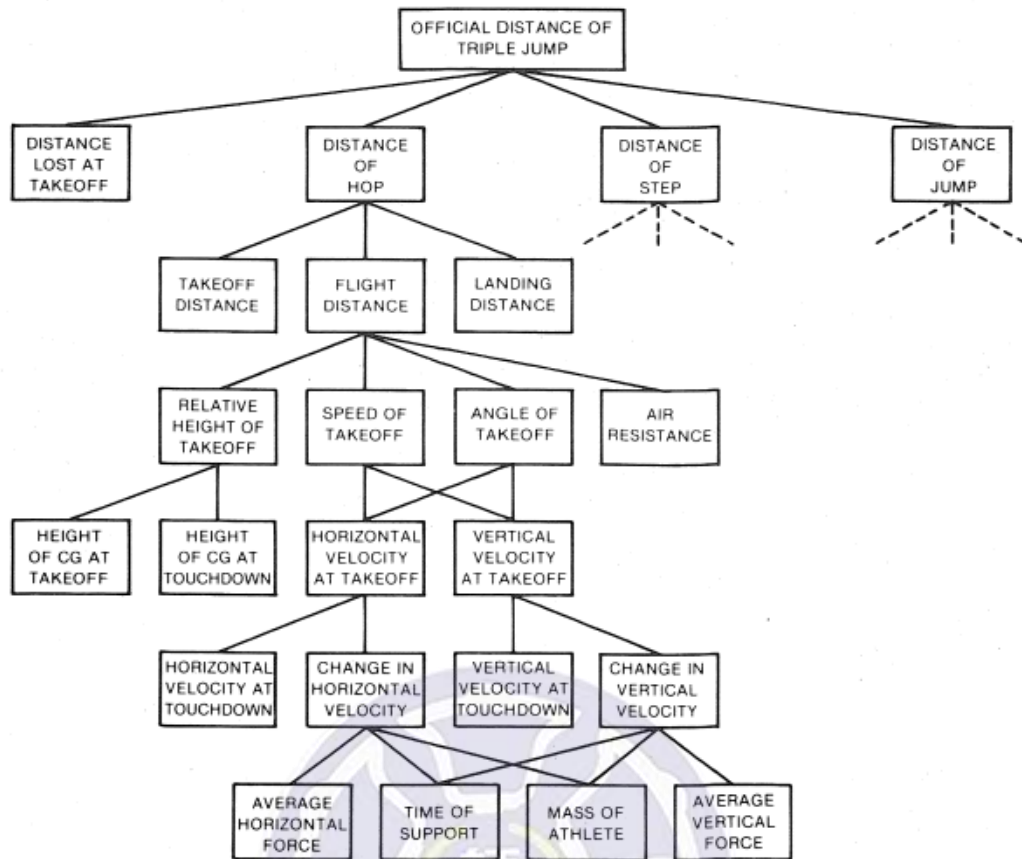 OFFICIAL DISTANCE OF
TRIPLE JUMP
DISTANCE
LOST AT
TAKEOFF
DISTANCE
OF
HOP
DISTANCE
OF
STEP
DISTANCE
OF
JUMP
TAKEOFF
DISTANCE
FLIGHT
DISTANCE
LANDING
DISTANCE
RELATIVE
HEIGHT OF
TAKEOFF
SPEED OF
TAKEOFF
ANGLE OF
TAKEOFF
AIR
RESISTANCE
HEIGHT
OF CG AT
TAKEOFF
HEIGHT
OF CG AT
TOUCHDOWN
HORIZONTAL
VELOCITY
AT TAKEOFF
VERTICAL
VELOCITY
AT TAKEOFF
HORIZONTAL
VELOCITY AT
TOUCHDOWN
CHANGE IN
HORIZONTAL
VELOCITY
VERTICAL
VELOCITY AT
TOUCHDOWN
CHANGE IN
VERTICAL
VELOCITY
AVERAGE
HORIZONTAL
FORCE
TIME OF
SUPPORT
MASS OF
ATHLETE
AVERAGE
VERTICAL
FORCE